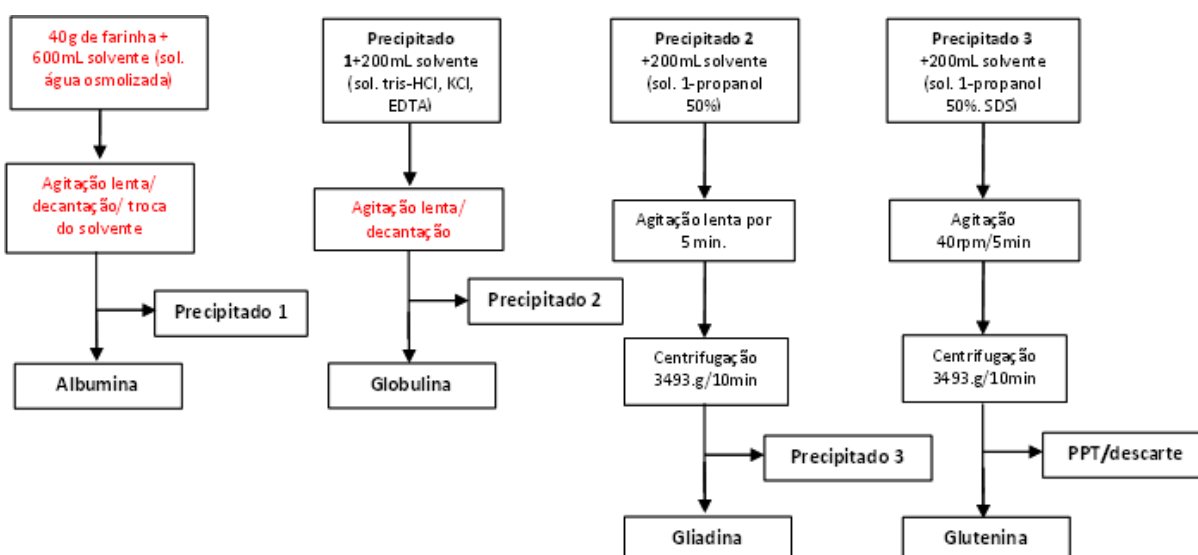 40g de farinha +
600mL solvente (sol.
água osmolizada)
Agitação lenta/
decantação/ troca
do solvente
Precipitado 1
Albumina
Precipitado
1+200mL solvente
(sol. tris-HCl, KCl,
EDTA)
Agitação lenta/
decantação
Precipitado 2
Globulina
Precipitado 2
+200mL solvente
(sol. 1-propanol
50%)
Agitação lenta por
5 min.
Centrifugação
3493.g/10min
Precipitado 3
Gliadina
Precipitado 3
+200mL solvente
(sol. 1-propanol
50%. SDS)
Agitação
40rpm/5min
Centrifugação
3493.g/10min
PPT/descarte
Glutenina